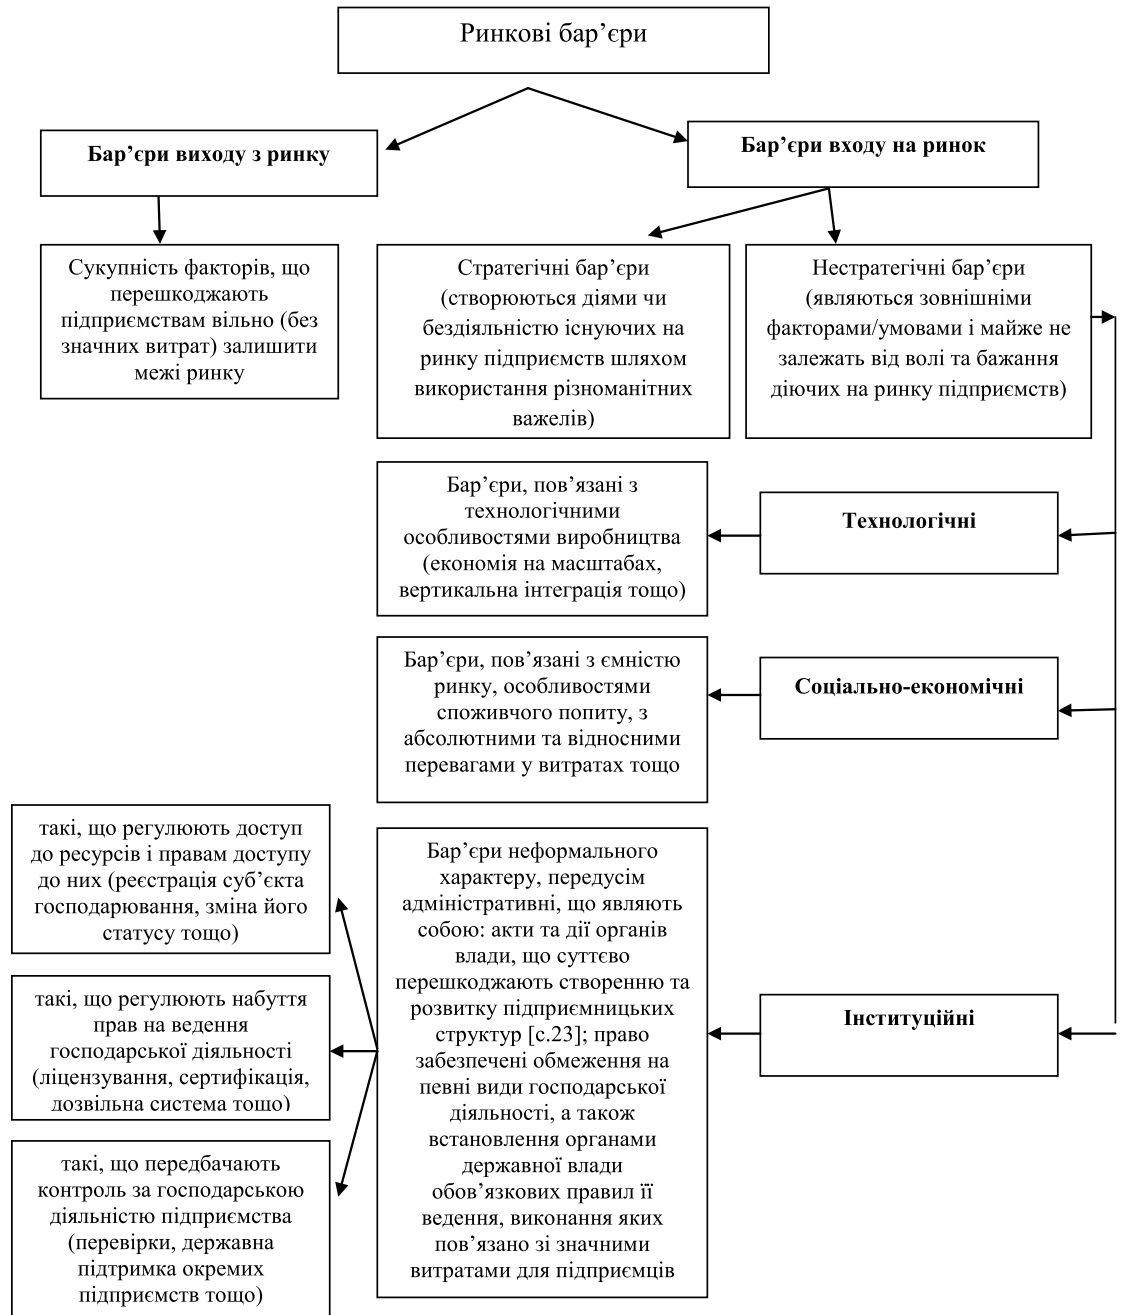 Ринкові бар’єри
Бар’єри виходу з ринку
Бар’єри входу на ринок
Сукупність факторів, що
перешкоджають
підприємствам вільно (без
значних витрат) залишити
межі ринку
Стратегічні бар’єри
(створюються діями чи
бездіяльністю існуючих на
ринку підприємств шляхом
використання різноманітних
важелів)
Нестратегічні бар’єри
(являються зовнішніми
факторами/умовами і майже не
залежать від волі та бажання
діючих на ринку підприємств)
Бар’єри, пов’язані з
технологічними
особливостями виробництва
(економія на масштабах,
вертикальна інтеграція тощо)
Технологічні
Бар’єри, пов’язані з ємністю
ринку, особливостями
споживчого попиту, з
абсолютними та відносними
перевагами у витратах тощо
Соціально-економічні
такі, що регулюють доступ
до ресурсів і правам доступу
до них (реєстрація суб’єкта
господарювання, зміна його
статусу тощо)
такі, що регулюють набуття
прав на ведення
господарської діяльності
(ліцензування, сертифікація,
дозвільна система тощо)
такі, що передбачають
контроль за господарською
діяльністю підприємства
(перевірки, державна
підтримка окремих
підприємств тощо)
Бар’єри неформального
характеру, передусім
адміністративні, що являють
собою: акти та дії органів
влади, що суттєво
перешкоджають створенню та
розвитку підприємницьких
структур [с.23]; право
забезпечені обмеження на
певні види господарської
діяльності, а також
встановлення органами
державної влади
обов’язкових правил її
ведення, виконання яких
пов’язано зі значними
витратами для підприємців
Інституційні